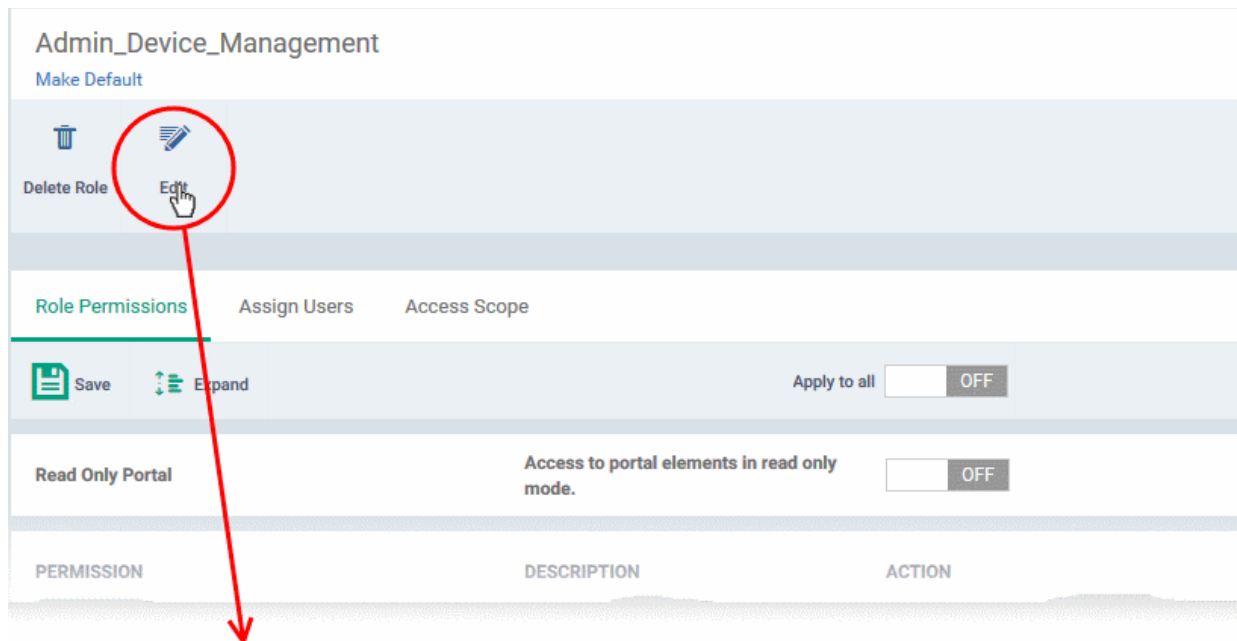 Admin_Device_Management
Make Default
Delete Role
Edit
Role Permissions
Assign Users
Access Scope
Save
Expand
Apply to all
OFF
Read Only Portal
Access to portal elements in read only
mode.
OFF
PERMISSION
DESCRIPTION
ACTION